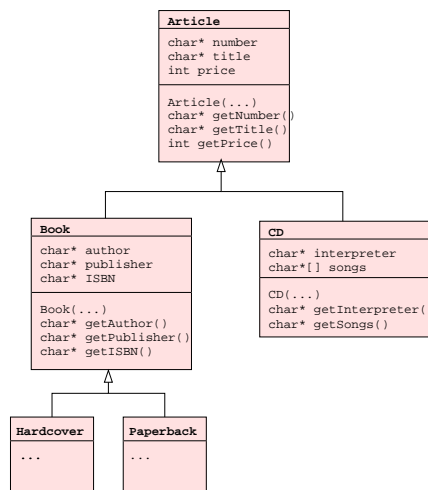 Article
char* number
char* title
int price
Article(...)
char* getNumber()
char* getTitle()
int getPrice()
Book
char* author
char* publisher
char* ISBN
Book(...)
char* getAuthor()
char* getPublisher()
char* getISBN()
CD
char* interpreter
char*[] songs
CD(...)
char* getInterpreter(
char* getSongs()
Hardcover
...
Paperback
...